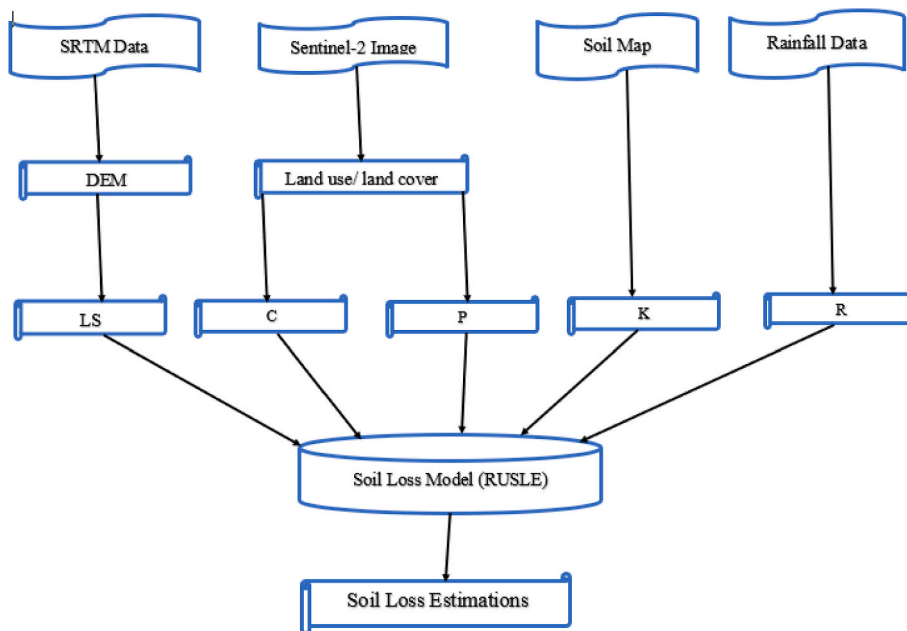 SRTM Data
Sentinel-2 Image
Soil Map
Rainfall Data
DEM
Land use/ land cover
LS
C
P
K
R
Soil Loss Model (RUSLE)
Soil Loss Estimations